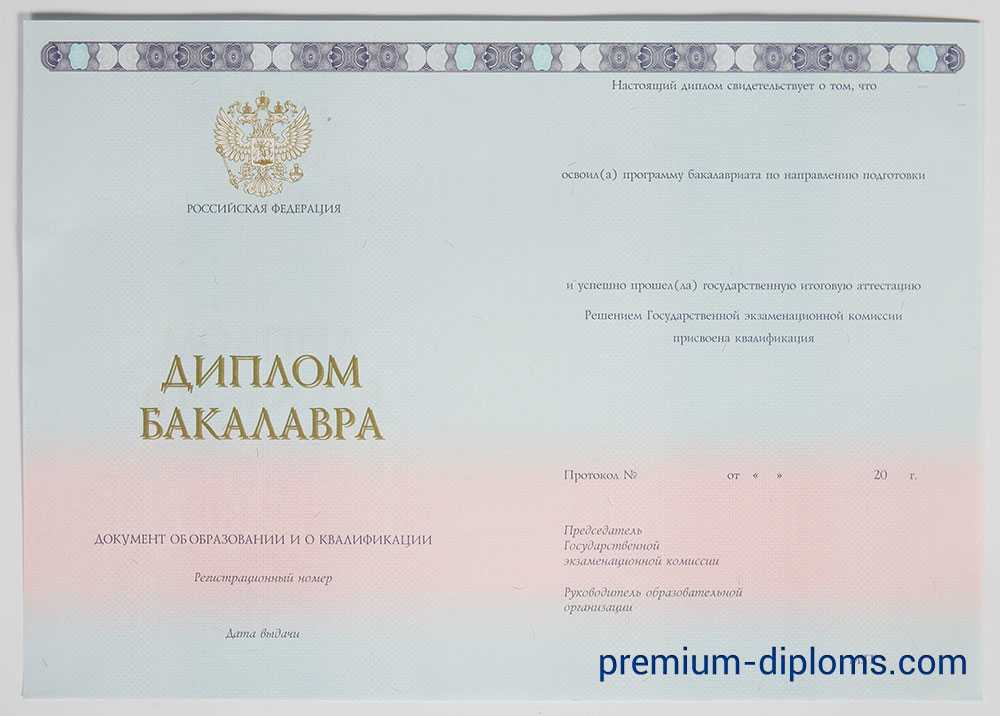 РОССИЙСКАЯ ФЕДЕРАЦИЯ
ДИПЛОМ
БАКАЛАВРА
ДОКУМЕНТ ОБ ОБРАЗОВАНИИ И О КВАЛИФИКАЦИИ
Регистрационный номер
Дата выдачи
Настоящий диплом свидетельствует о том, что
освоил(а) программу бакалавриата по направлению подготовки
и успешно прошел(ла) государственную итоговую аттестацию
Решением Государственной экзаменационной комиссии
присвоена квалификация
Протокол № от « » 20 г.
Председатель
Государственной
экзаменационной комиссии
Руководитель образовательной
организации
premium-diploms.com